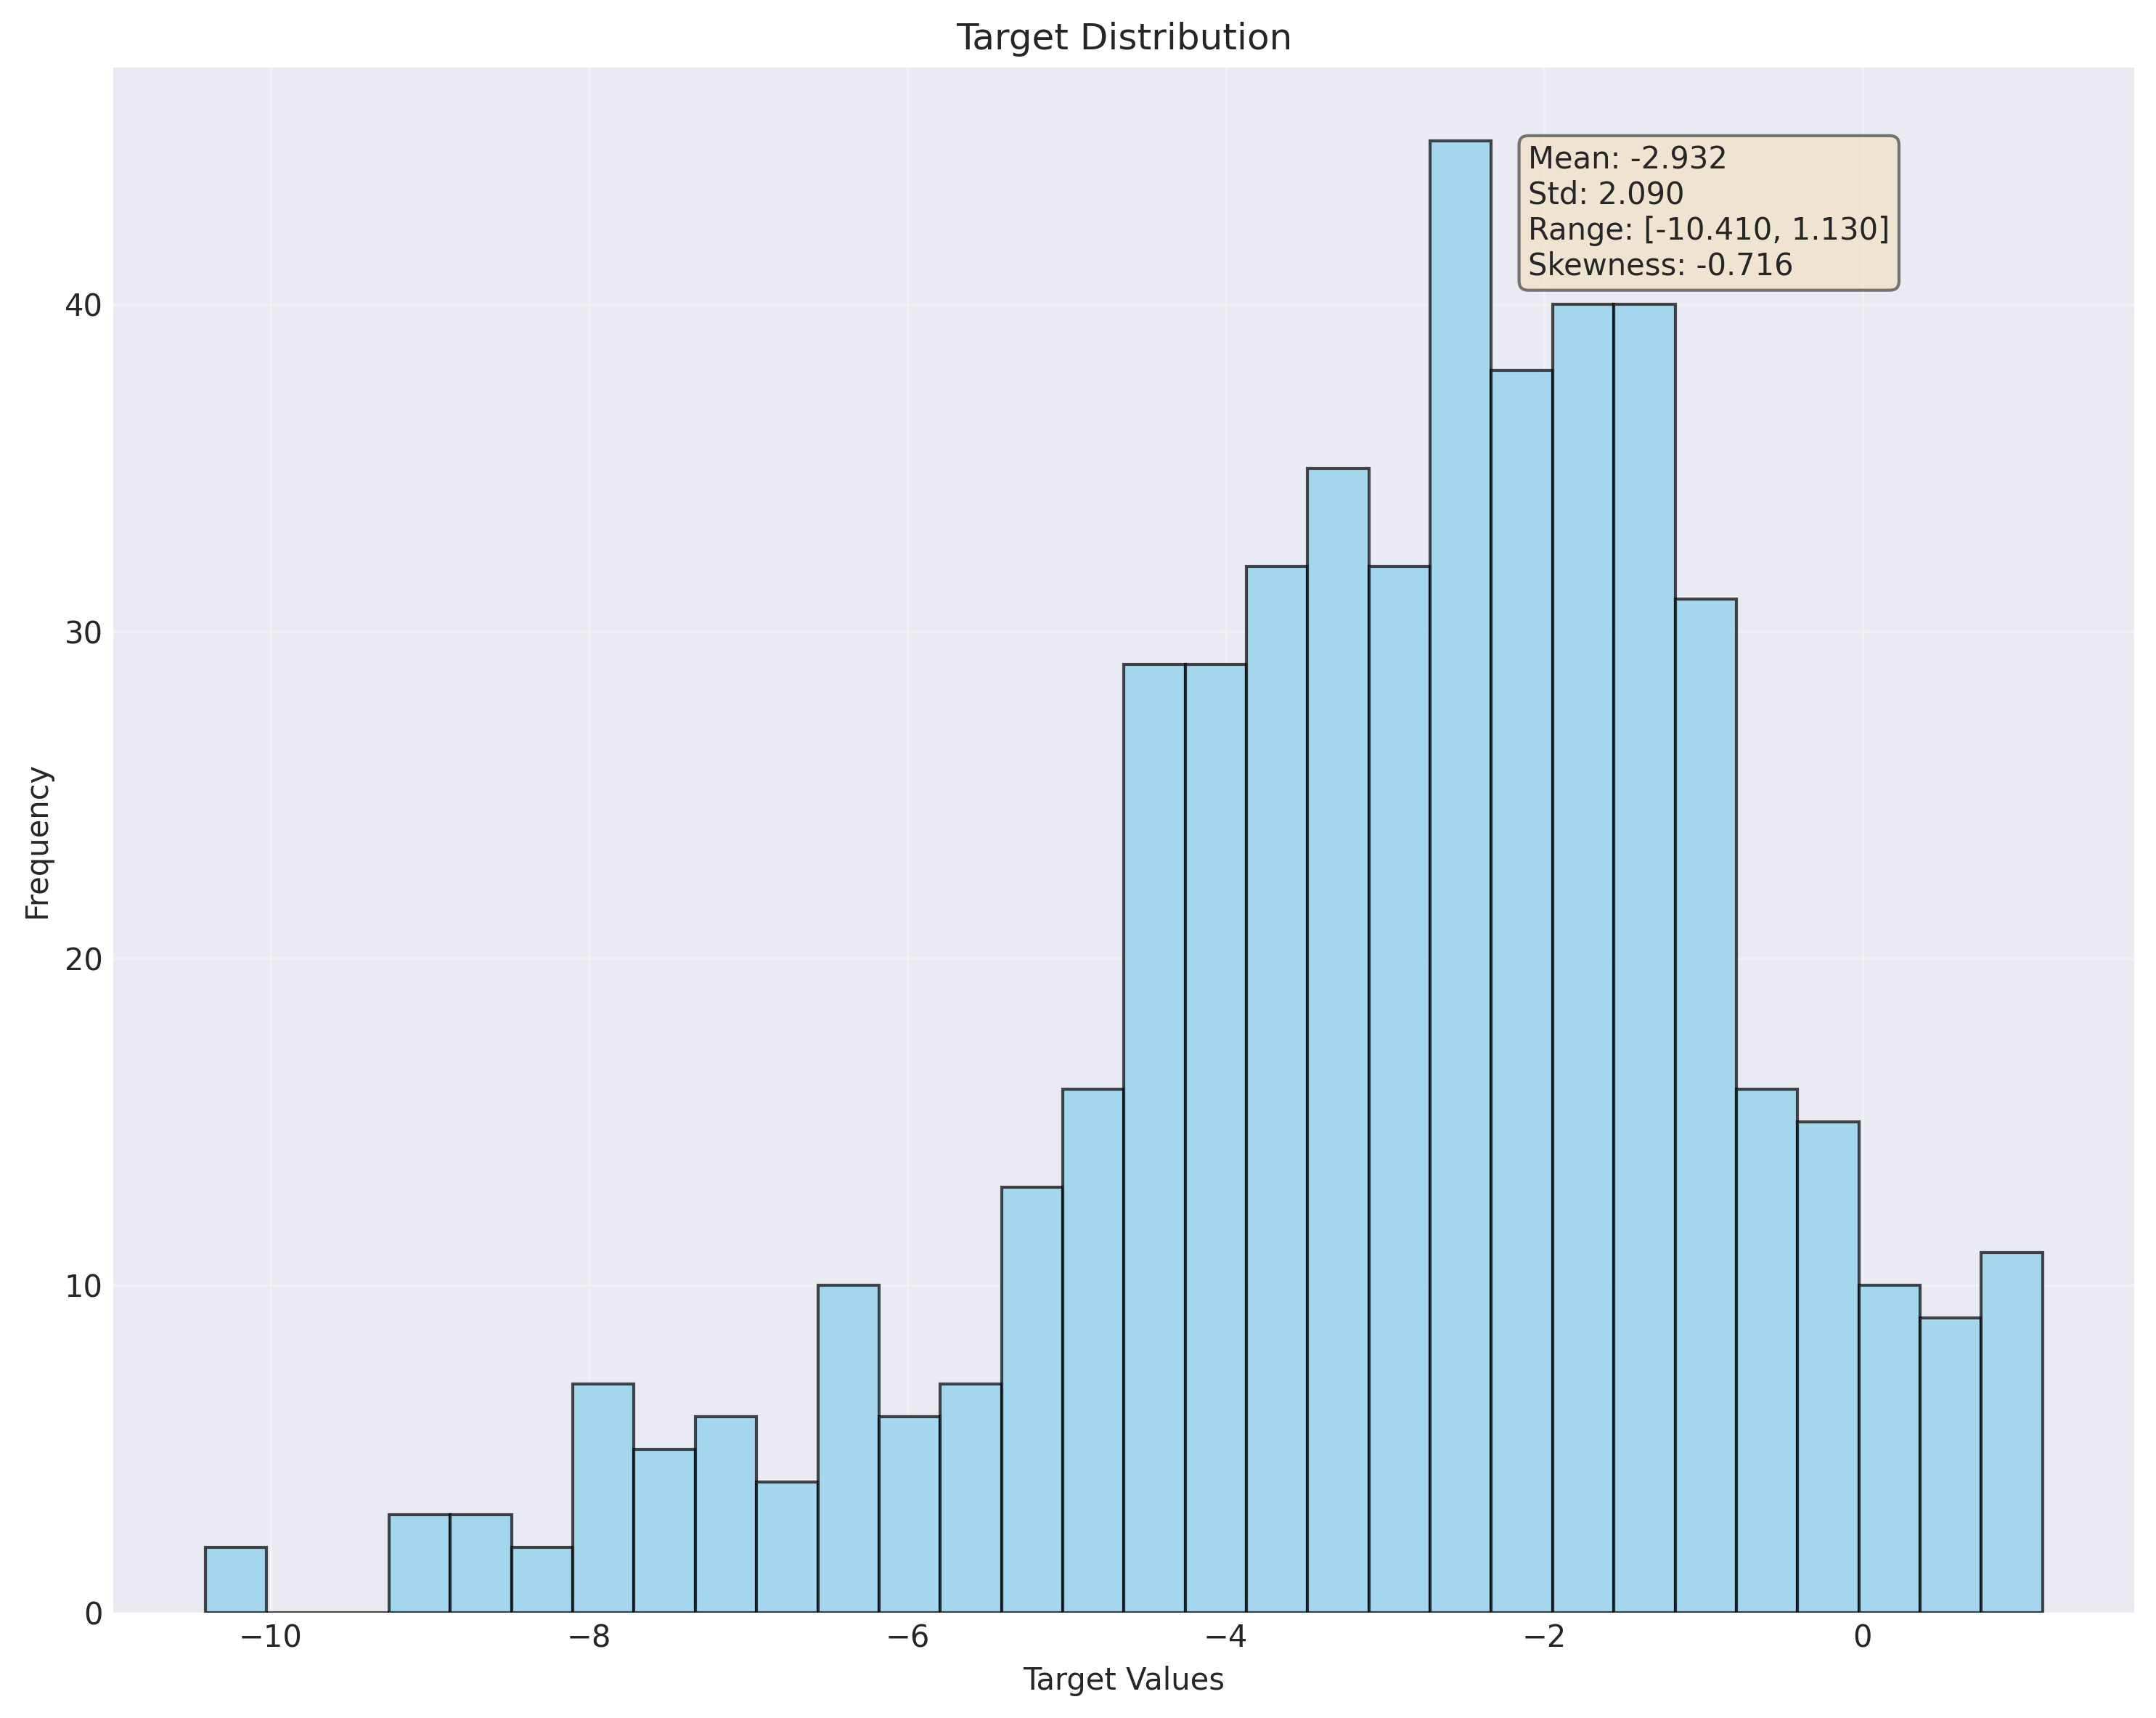 Target Distribution
Mean: -2.932
Std: 2.090
Range: [-10.410, 1.130]
Skewness: -0.716
Frequency
40
30
20
10
0
−10
−8
−6
−4
−2
0
Target Values